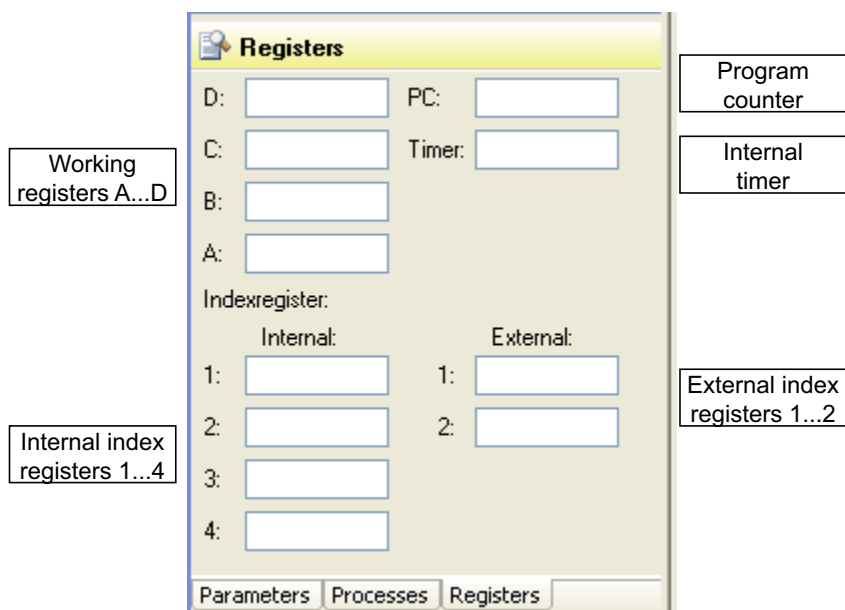 Registers
D:
PC:
C:
Timer:
B:
A:
Indexregister:
Internal:
External:
1:
1:
2:
2:
3:
4:
Parameters
Processes
Registers
Working
registers A...D
Internal index
registers 1...4
Program
counter
Internal
timer
External index
registers 1...2